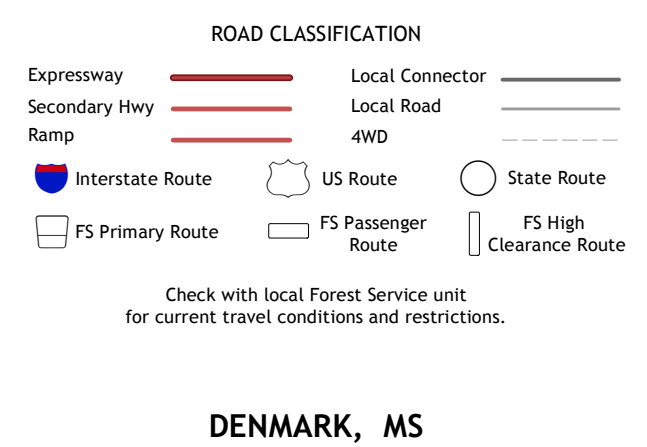 ROAD CLASSIFICATION
Expressway
Local Connector
Secondary Hwy
Local Road
Ramp
4WD
Interstate Route
US Route
State Route
FS Primary Route
FS Passenger
Route
FS High
Clearance Route
Check with local Forest Service unit
for current travel conditions and restrictions.
DENMARK, MS